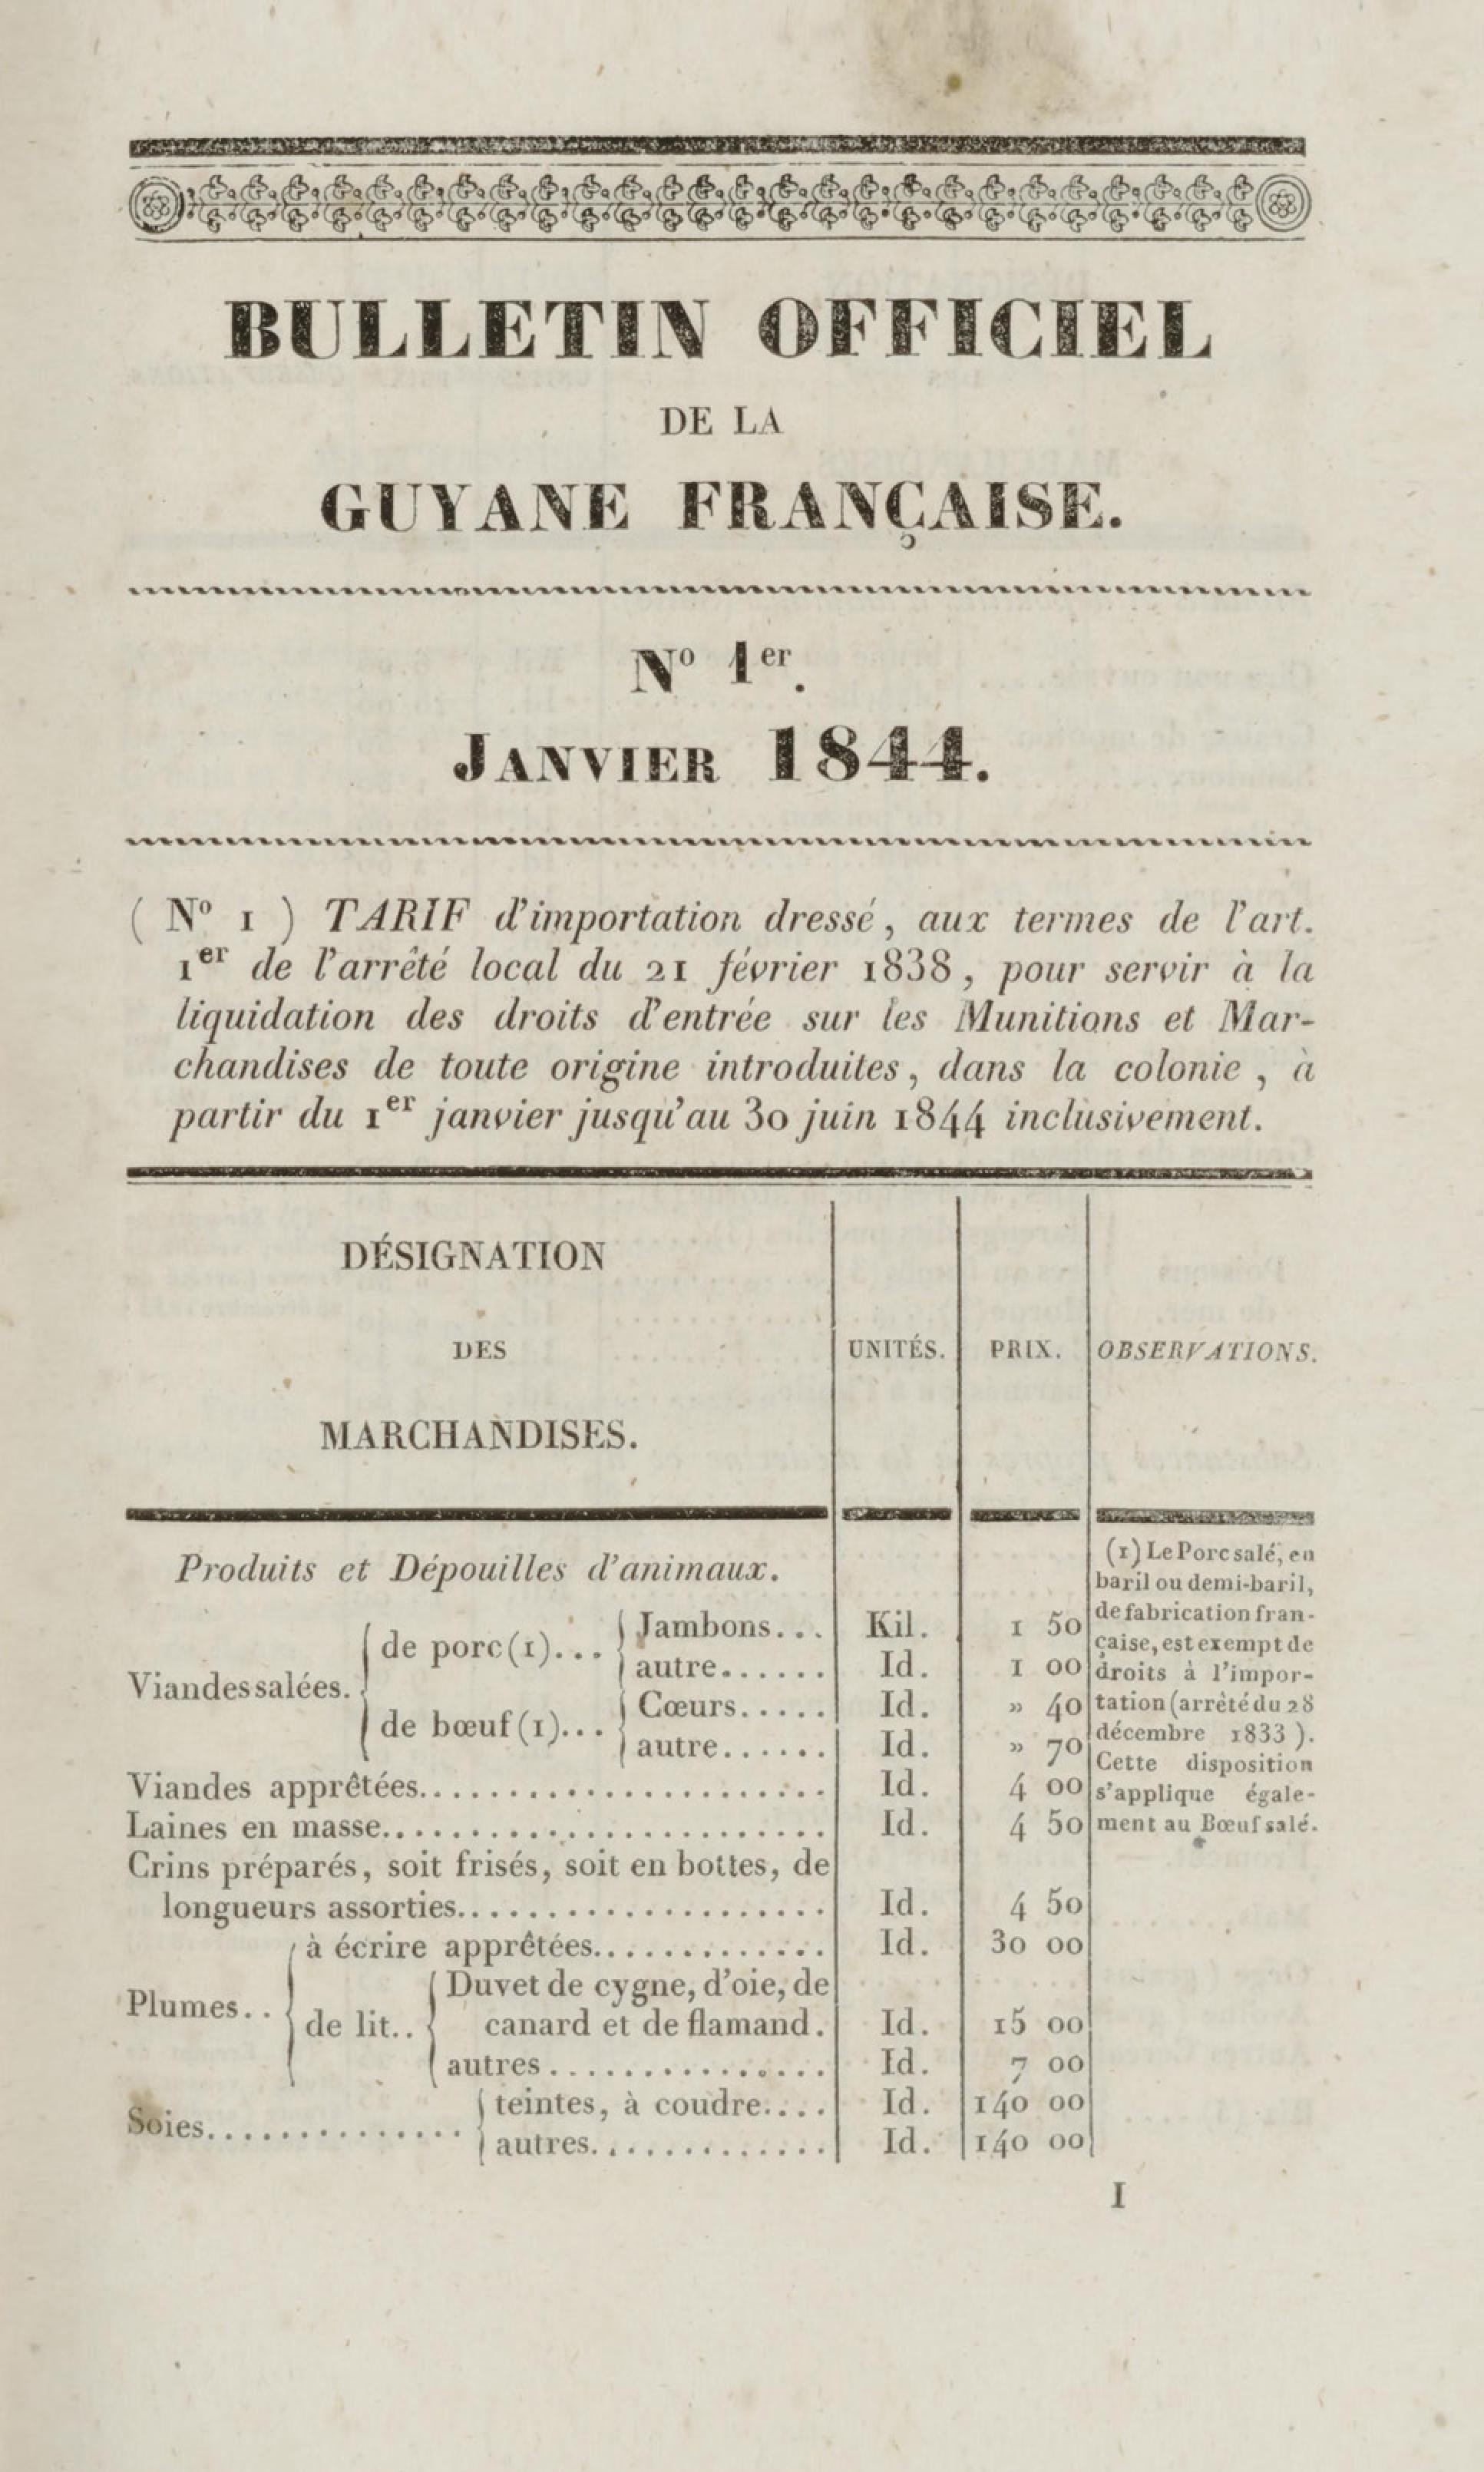 BULLETIN OFFICIEL
DE LA
GUYANE FRANÇAISE.
Nº 1er.
JANVIER 1844.
( Nº 1 ) TARIF d'importation dressé, aux termes de l'art.
1er de l'arrêté local du 21 février 1838, pour servir à la
liquidation des droits d'entrée sur les Munitions et Mar-
chandises de toute origine introduites, dans la colonie, à
partir du 1er janvier jusqu'au 30 juin 1844 inclusivement.
DÉSIGNATION
DES
MARCHANDISES.
UNITÉS.
PRIX.
OBSERVATIONS.
Produits et Dépouilles d'animaux.
Viandes salées.
de porc (1)... Jambons... Kil. 1 50
autre...... Id. 1 00
de bœuf (1)... Cœurs..... Id. » 40
autre...... Id. » 70
Viandes apprêtées...................... Id. 4 00
Laines en masse........................ Id. 4 50
Crins préparés, soit frisés, soit en bottes, de
longueurs assorties.................... Id. 4 50
Plumes..
à écrire apprêtées............. Id. 30 00
de lit.. Duvet de cygne, d'oie, de
canard et de flamand. Id. 15 00
autres............... Id. 7 00
Soies..............
teintes, à coudre.... Id. 140 00
autres............. Id. 140 00
(1) Le Porc salé, en
baril ou demi-baril,
de fabrication fran-
çaise, est exempt de
droits à l'impor-
tation (arrêté du 28
décembre 1833 ).
Cette disposition
s'applique égale-
ment au Bœuf salé.
1